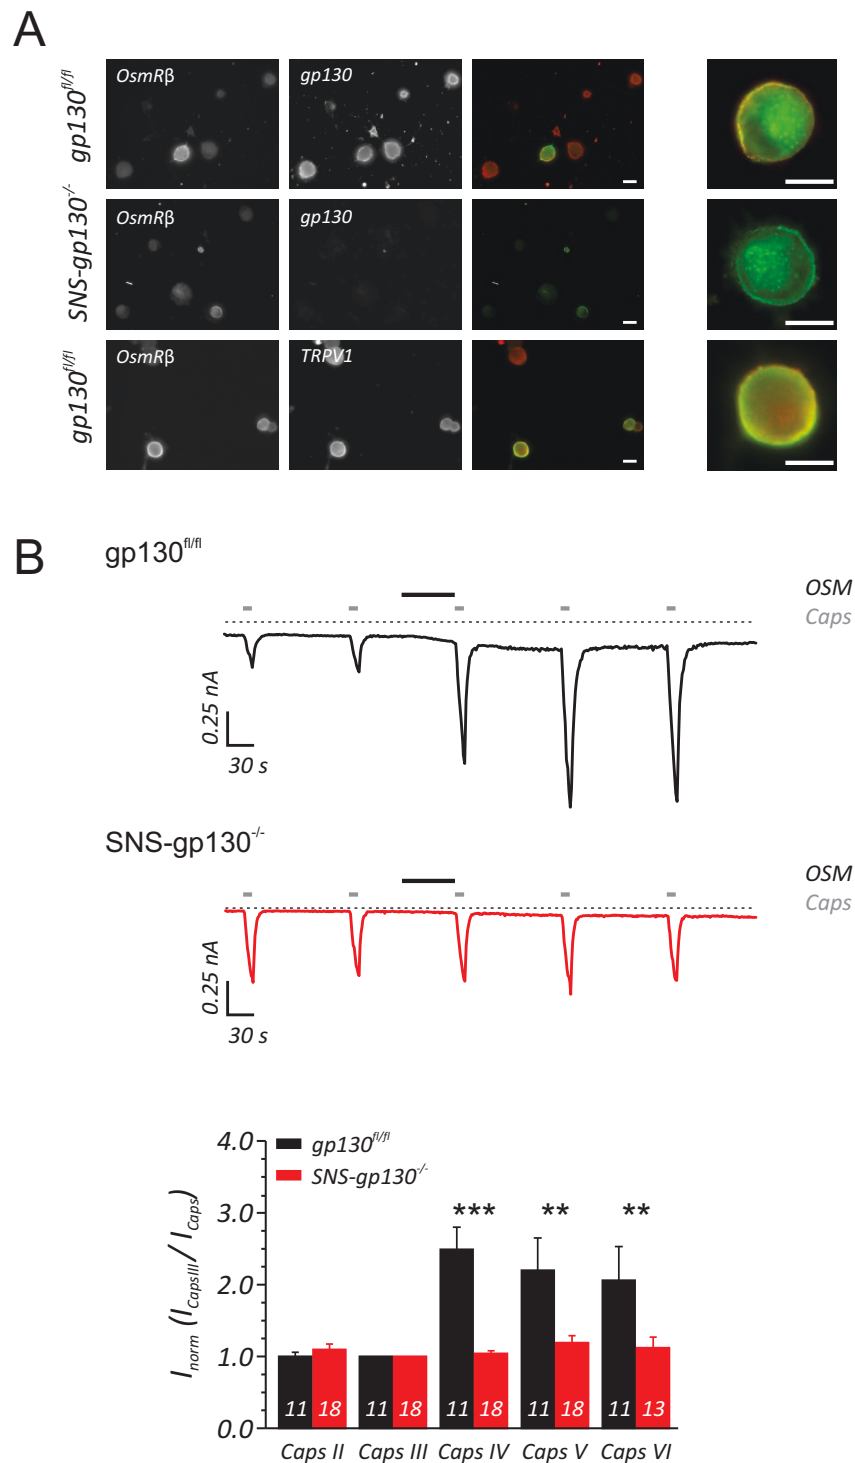 A
gp130fl/fl
OsmRβ
gp130
SNS-gp130-/-
OsmRβ
gp130
gp130fl/fl
OsmRβ
TRPV1
B
gp130fl/fl
OSM
Caps
0.25 nA
30 s
SNS-gp130-/-
OSM
Caps
0.25 nA
30 s
4.0
gp130fl/fl
SNS-gp130-/-
3.0
*** ** **
2.0
1.0
0.0
Inorm (ICapsIII / ICaps)
11 18 11 18 11 18 11 18 11 13
Caps II Caps III Caps IV Caps V Caps VI